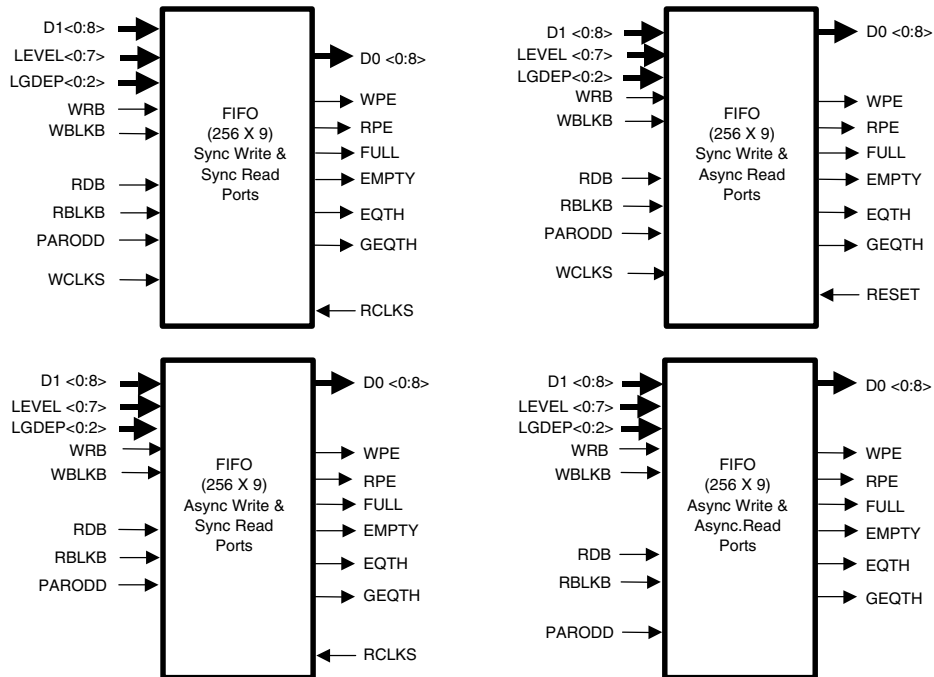 D1<0:8>
LEVEL<0:7>
LGDEP<0:2>
WRB
WBLKB
RDB
RBLKB
PARODD
WCLKS
FIFO
(256 X 9)
Sync Write &
Sync Read
Ports
D0 <0:8>
WPE
RPE
FULL
EMPTY
EQTH
GEQTH
RCLKS
D1 <0:8>
LEVEL <0:7>
LGDEP<0:2>
WRB
WBLKB
RDB
RBLKB
PARODD
WCLKS
FIFO
(256 X 9)
Sync Write &
Async Read
Ports
D0 <0:8>
WPE
RPE
FULL
EMPTY
EQTH
GEQTH
RESET
D1 <0:8>
LEVEL <0:7>
LGDEP<0:2>
WRB
WBLKB
RDB
RBLKB
PARODD
FIFO
(256 X 9)
Async Write &
Sync Read
Ports
D0 <0:8>
WPE
RPE
FULL
EMPTY
EQTH
GEQTH
RCLKS
D1 <0:8>
LEVEL <0:7>
LGDEP<0:2>
WRB
WBLKB
RDB
RBLKB
PARODD
FIFO
(256 X 9)
Async Write &
Async.Read
Ports
D0 <0:8>
WPE
RPE
FULL
EMPTY
EQTH
GEQTH